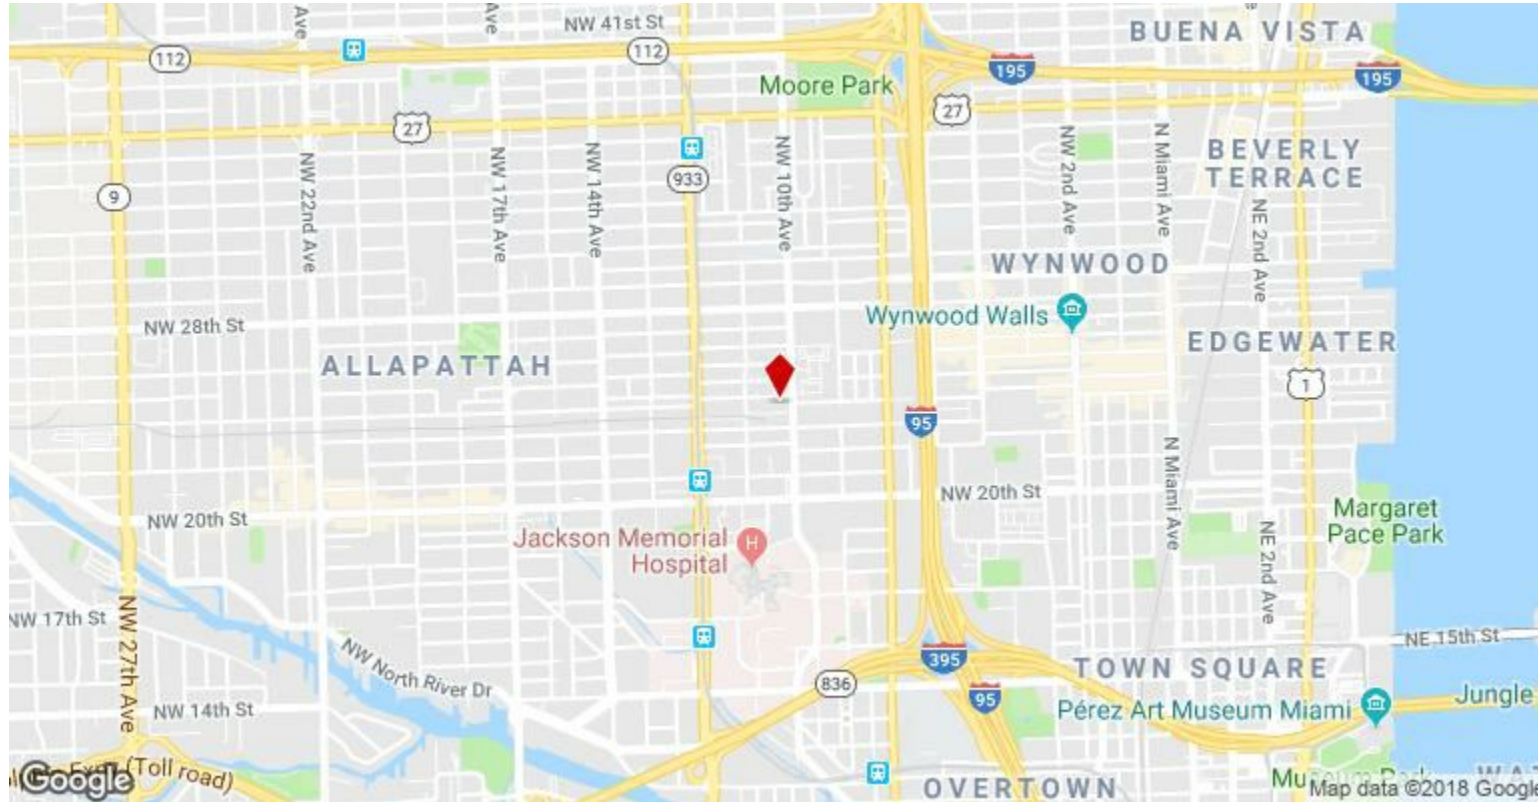 Ave
Ave
NW 41st St
BUENA VISTA
112
112
195
195
Moore Park
27
27
NW 10th Ave
NW 2nd Ave
N Miami Ave
BEVERLY
TERRACE
9
NW 22nd Ave
NW 17th Ave
NW 14th Ave
933
NE 2nd Ave
WYNWOOD
Wynwood Walls
NW 28th St
ALLAPATTAH
EDGEWATER
1
95
N Miami Ave
NW 20th St
NW 20th St
Margaret
Pace Park
Jackson Memorial
Hospital
H
NE 2nd Ave
NW 17th St
NW 27th Ave
NW North River Dr
NE 15th St
395
TOWN SQUARE
836
95
Pérez Art Museum Miami
Jungle
NW 14th St
(Toll road)
Google
OVERTOWN
Map data ©2018 Google